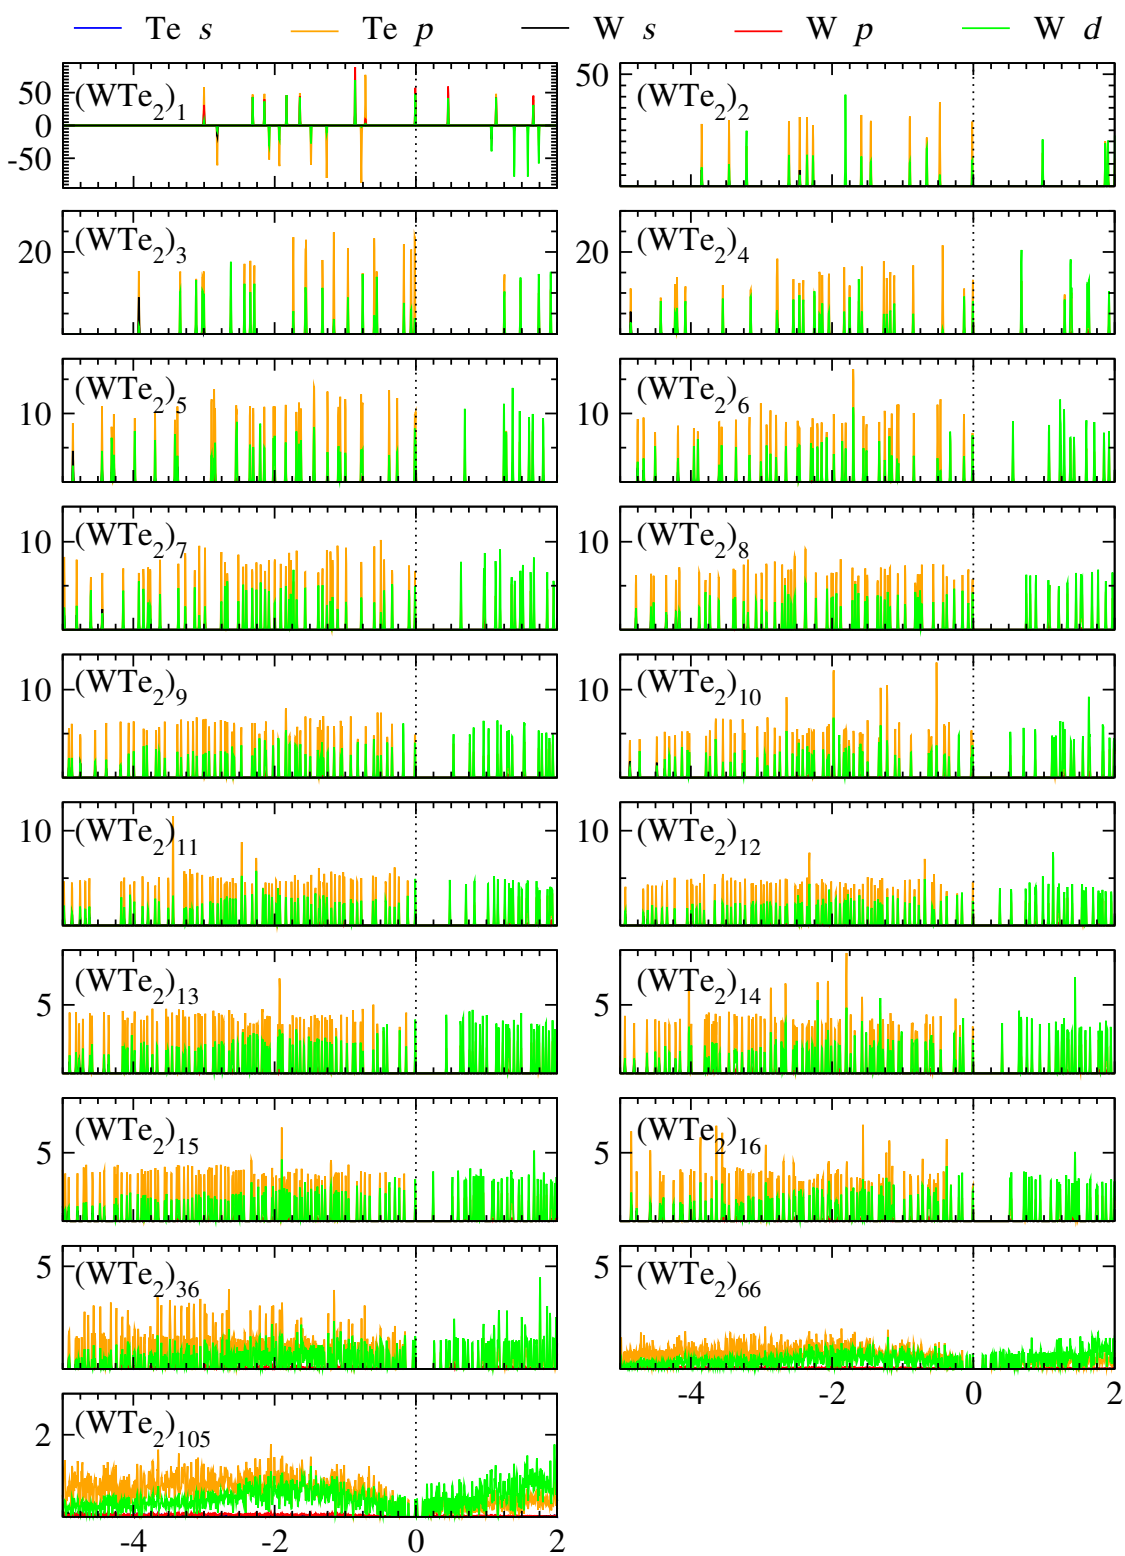 Te s Te p W s W p W d
(WTe2)1 (WTe2)2
50 50
0
-50
(WTe2)3 (WTe2)4
20 20
(WTe2)5 (WTe2)6
10 10
(WTe2)7 (WTe2)8
10 10
(WTe2)9 (WTe2)10
10 10
(WTe2)11 (WTe2)12
10 10
(WTe2)13 (WTe2)14
5 5
(WTe2)15 (WTe2)16
5 5
(WTe2)36 (WTe2)66
5 5
-4 -2 0 2
(WTe2)105
2
-4 -2 0 2